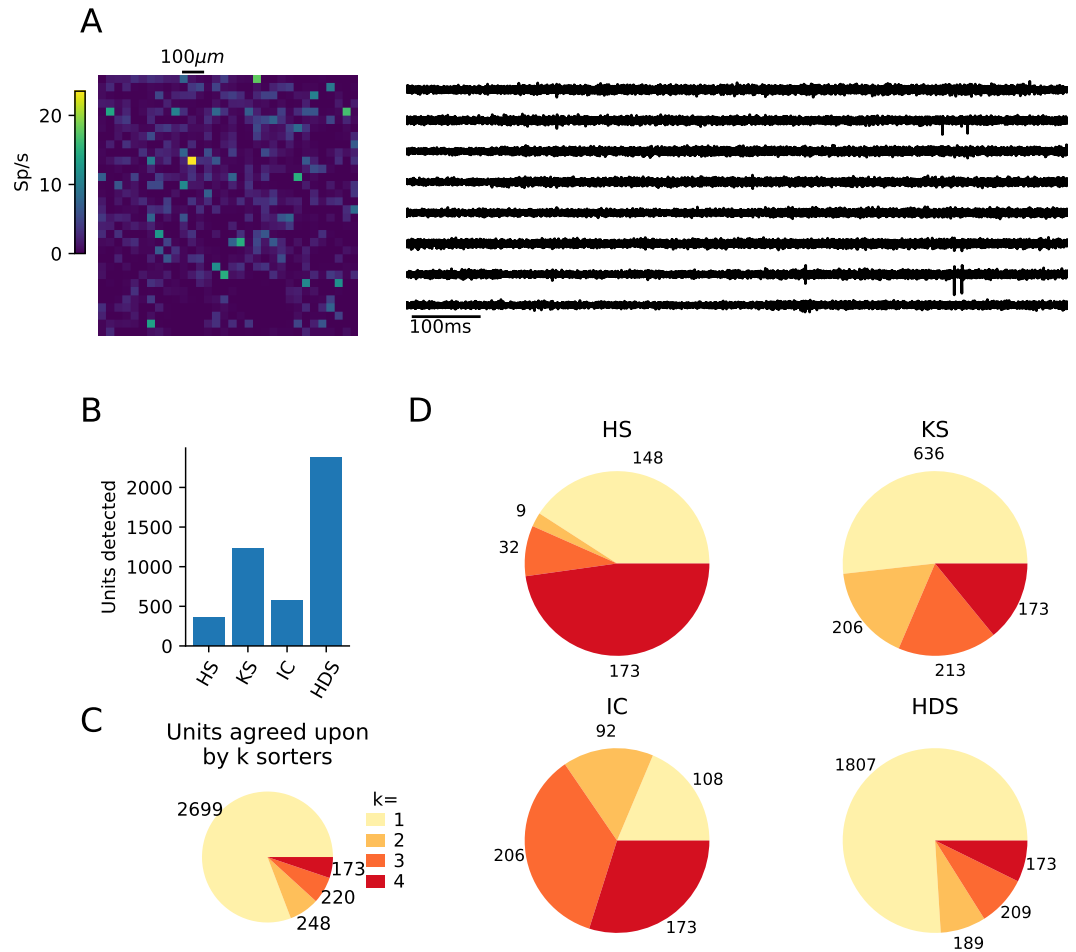 A
100μm
20
10
0
Sp/s
100ms
B
2000
1500
1000
500
0
Units detected
HS
KS
IC
HDS
C
Units agreed upon
by k sorters
2699
173
220
248
k=
1
2
3
4
D
HS
148
9
32
173
KS
636
206
213
173
IC
92
108
206
173
HDS
1807
173
209
189